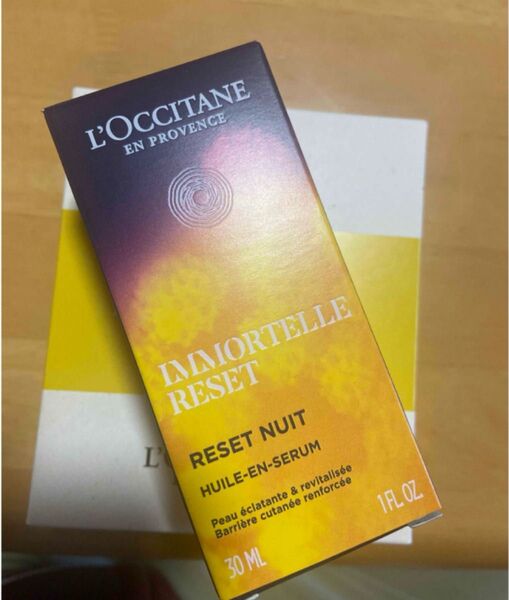 L'OCCITANE
EN PROVENCE
IMMORTELLE
RESET
RESET NUIT
HUILE-EN-SERUM
Peau éclatante & revitalisée
Barrière cutanée renforcée
30 ML
1 FL OZ.